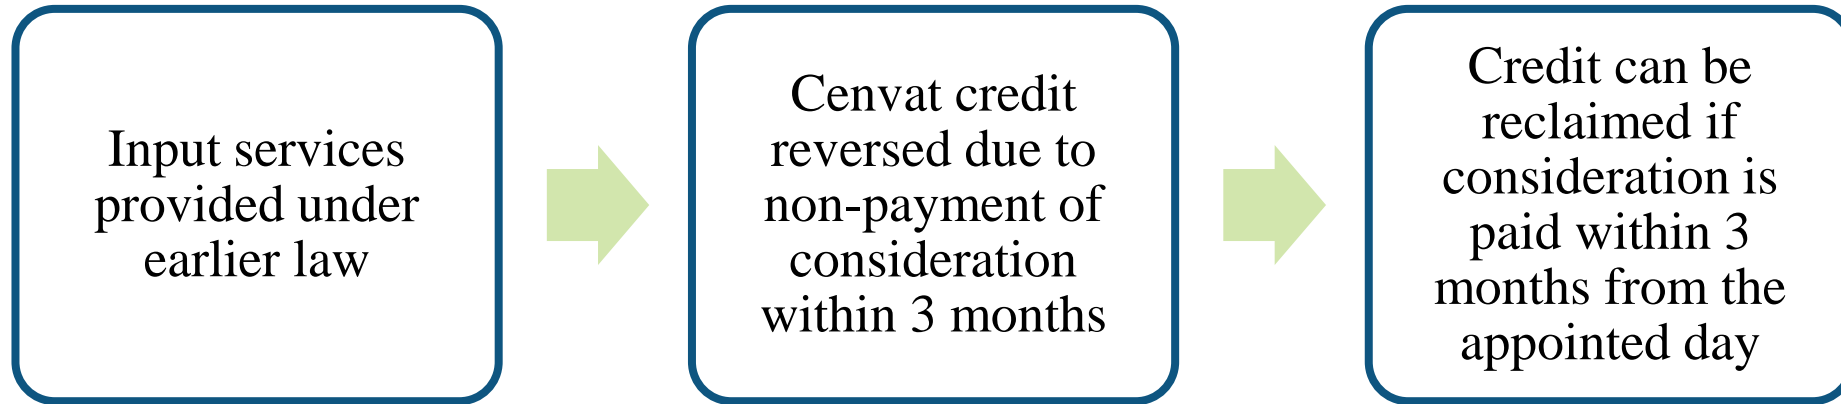 Input services
provided under
earlier law
Cenvat credit
reversed due to
non-payment of
consideration
within 3 months
Credit can be
reclaimed if
consideration is
paid within 3
months from the
appointed day